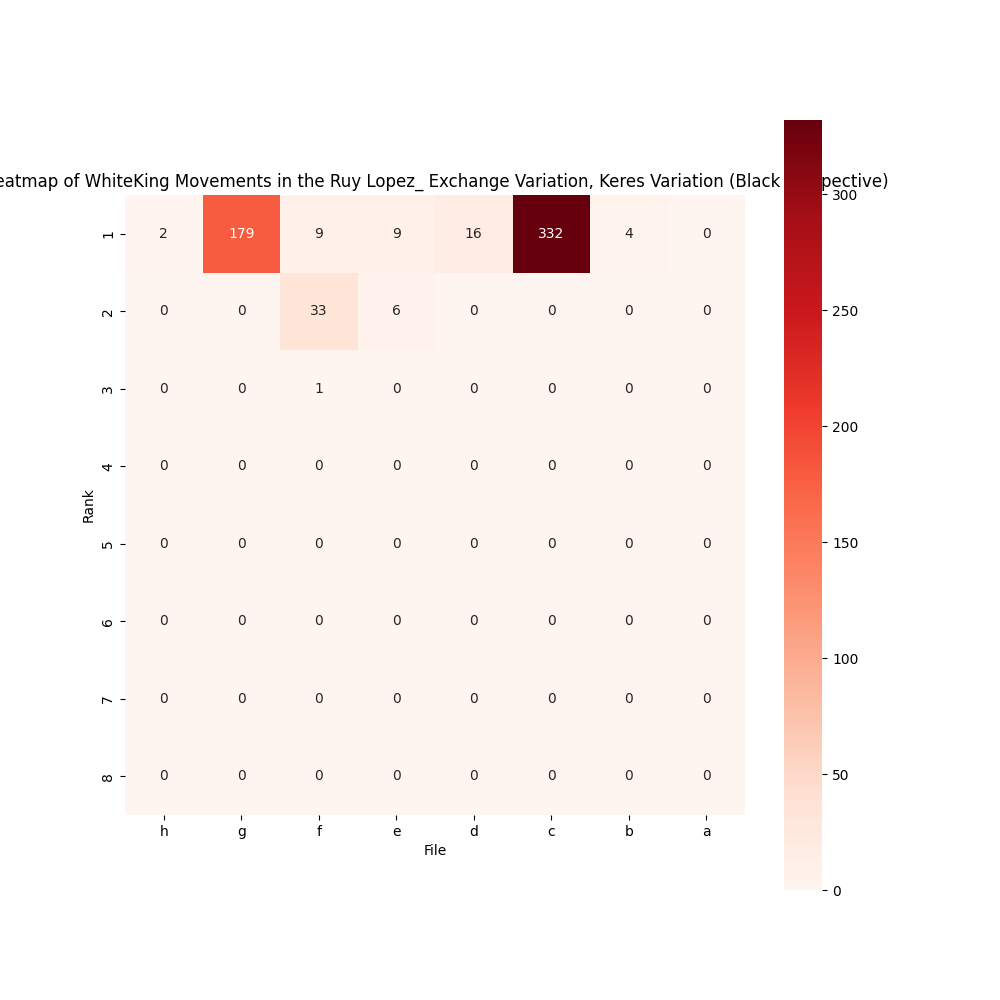 eatmap of WhiteKing Movements in the Ruy Lopez_ Exchange Variation, Keres Variation (Black pective)
300
1 2 179 9 9 16 332 4 0
2 0 0 33 6 0 0 0 0
250
3 0 0 1 0 0 0 0 0
200
4 0 0 0 0 0 0 0 0
Rank
5 0 0 0 0 0 0 0 0
150
6 0 0 0 0 0 0 0 0
100
7 0 0 0 0 0 0 0 0
50
8 0 0 0 0 0 0 0 0
h g f e d c b a
File
0